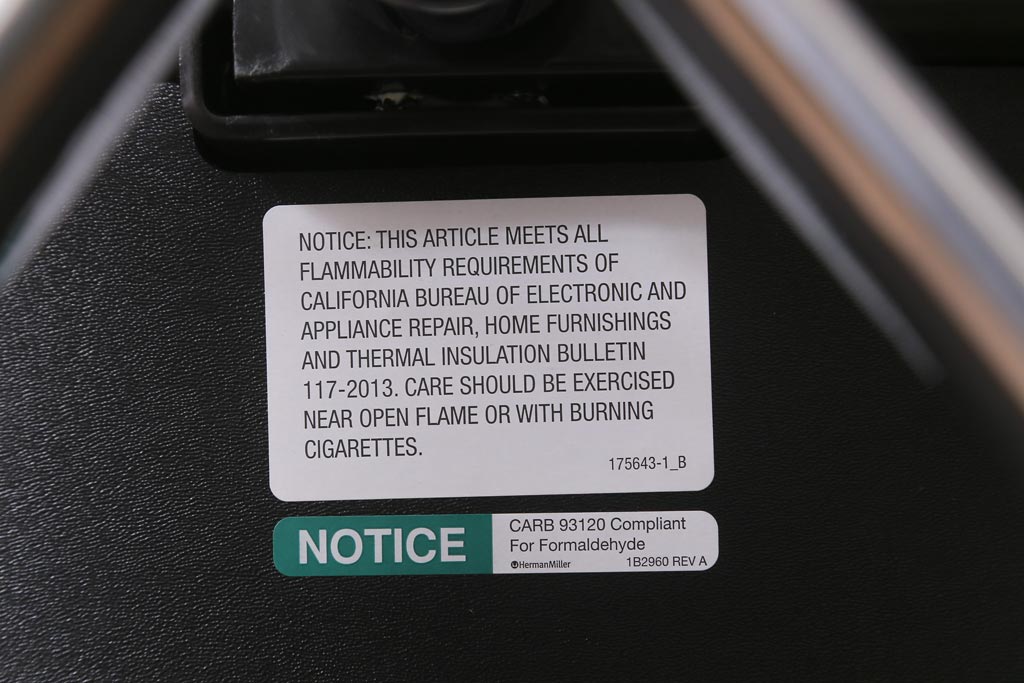 NOTICE: THIS ARTICLE MEETS ALL
FLAMMABILITY REQUIREMENTS OF
CALIFORNIA BUREAU OF ELECTRONIC AND
APPLIANCE REPAIR, HOME FURNISHINGS
AND THERMAL INSULATION BULLETIN
117-2013. CARE SHOULD BE EXERCISED
NEAR OPEN FLAME OR WITH BURNING
CIGARETTES.
175643-1_B
NOTICE
CARB 93120 Compliant
For Formaldehyde
HermanMiller 1B2960 REV A